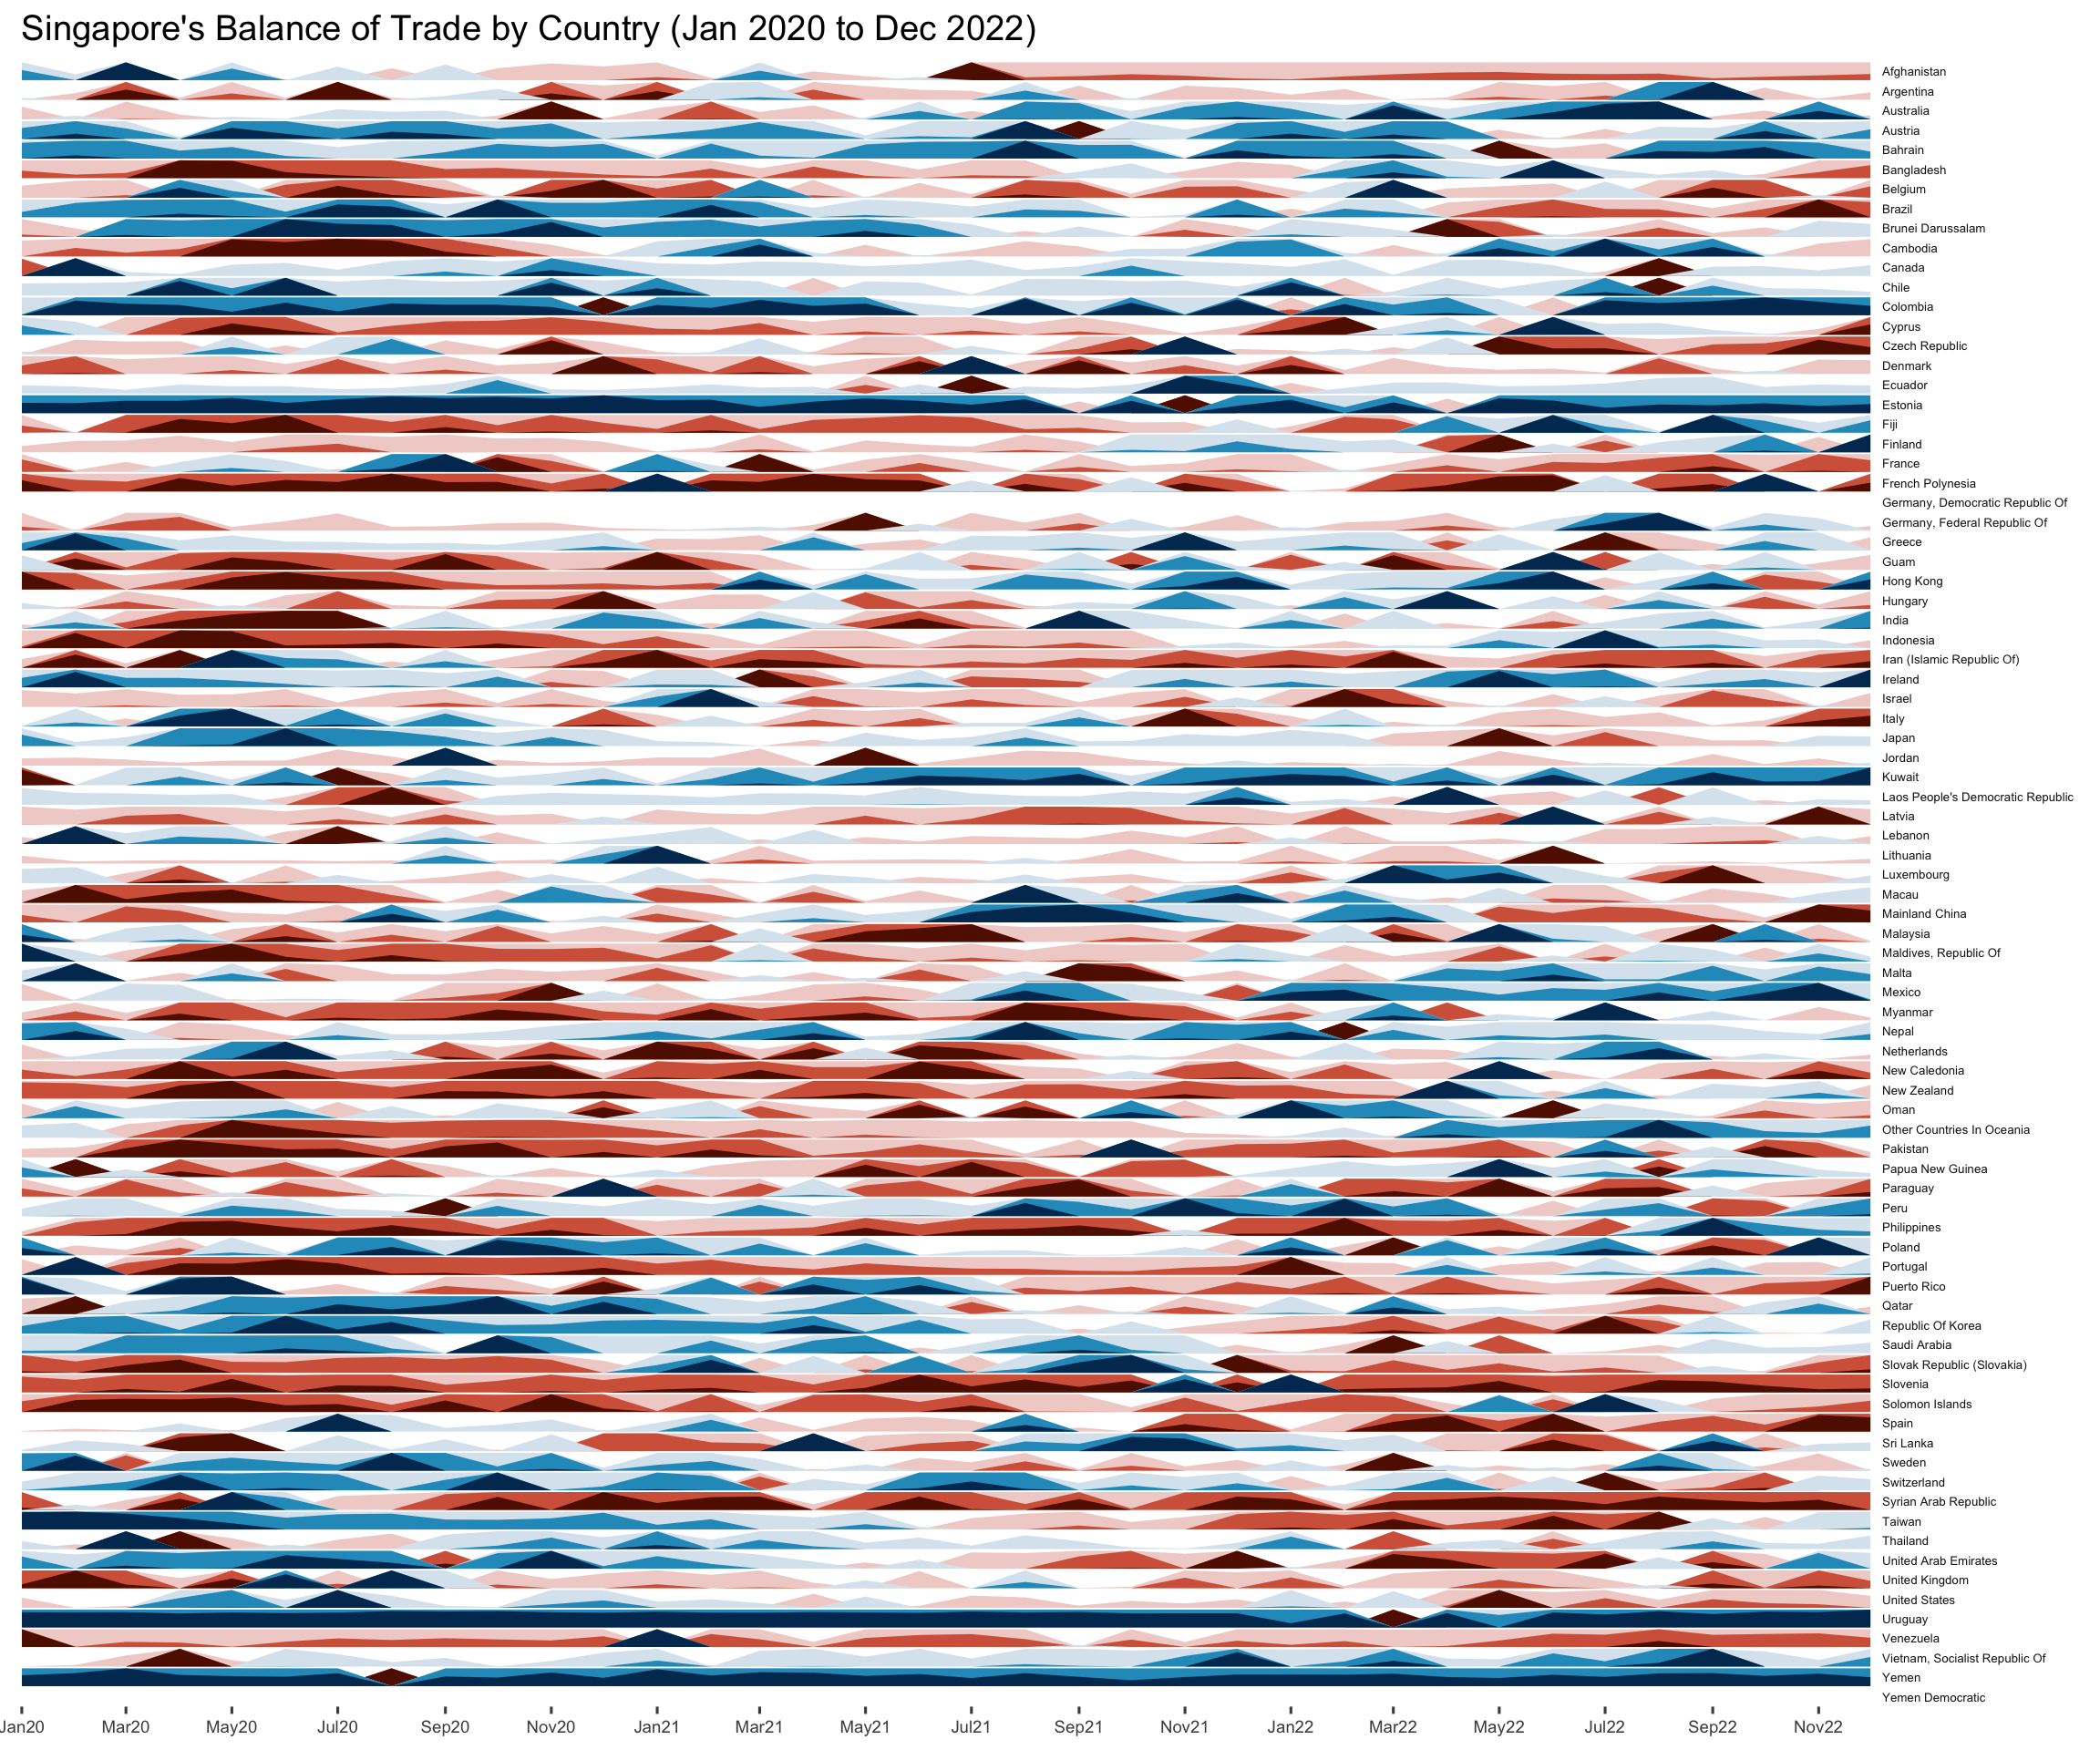 Singapore's Balance of Trade by Country (Jan 2020 to Dec 2022)
Afghanistan
Argentina
Australia
Austria
Bahrain
Bangladesh
Belgium
Brazil
Brunei Darussalam
Cambodia
Canada
Chile
Colombia
Cyprus
Czech Republic
Denmark
Ecuador
Estonia
Fiji
Finland
France
French Polynesia
Germany, Democratic Republic Of
Germany, Federal Republic Of
Greece
Guam
Hong Kong
Hungary
India
Indonesia
Iran (Islamic Republic Of)
Ireland
Israel
Italy
Japan
Jordan
Kuwait
Laos People's Democratic Republic
Latvia
Lebanon
Lithuania
Luxembourg
Macau
Mainland China
Malaysia
Maldives, Republic Of
Malta
Mexico
Myanmar
Nepal
Netherlands
New Caledonia
New Zealand
Oman
Other Countries In Oceania
Pakistan
Papua New Guinea
Paraguay
Peru
Philippines
Poland
Portugal
Puerto Rico
Qatar
Republic Of Korea
Saudi Arabia
Slovak Republic (Slovakia)
Slovenia
Solomon Islands
Spain
Sri Lanka
Sweden
Switzerland
Syrian Arab Republic
Taiwan
Thailand
United Arab Emirates
United Kingdom
United States
Uruguay
Venezuela
Vietnam, Socialist Republic Of
Yemen
Yemen Democratic
Jan20 Mar20 May20 Jul20 Sep20 Nov20 Jan21 Mar21 May21 Jul21 Sep21 Nov21 Jan22 Mar22 May22 Jul22 Sep22 Nov22